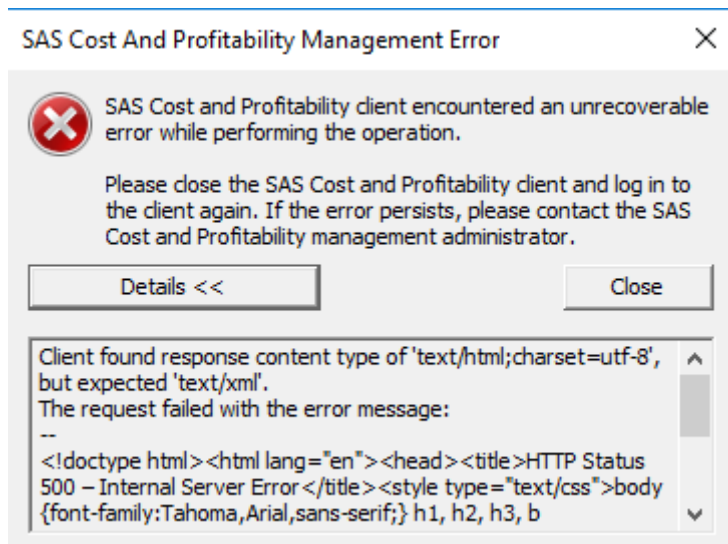 SAS Cost And Profitability Management Error
SAS Cost and Profitability client encountered an unrecoverable
error while performing the operation.
Please close the SAS Cost and Profitability client and log in to
the client again. If the error persists, please contact the SAS
Cost and Profitability management administrator.
Details <<
Close
Client found response content type of 'text/html;charset=utf-8',
but expected 'text/xml'.
The request failed with the error message:
--
<!doctype html><html lang="en"><head><title>HTTP Status
500 – Internal Server Error</title><style type="text/css">body
{font-family:Tahoma,Arial,sans-serif;} h1, h2, h3, b